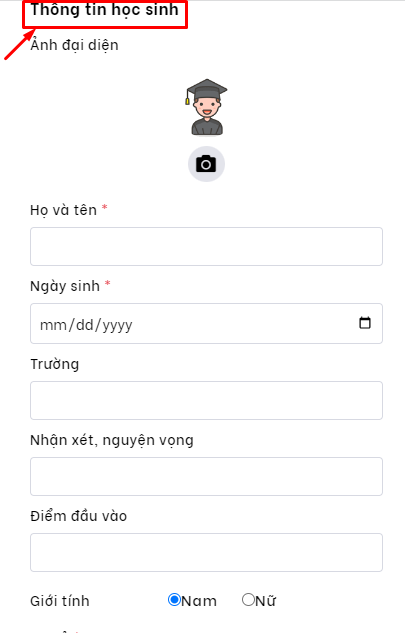 Thông tin học sinh
Ảnh đại diện
Họ và tên *
Ngày sinh *
mm/dd/yyyy
Trường
Nhận xét, nguyện vọng
Điểm đầu vào
Giới tính Nam Nữ